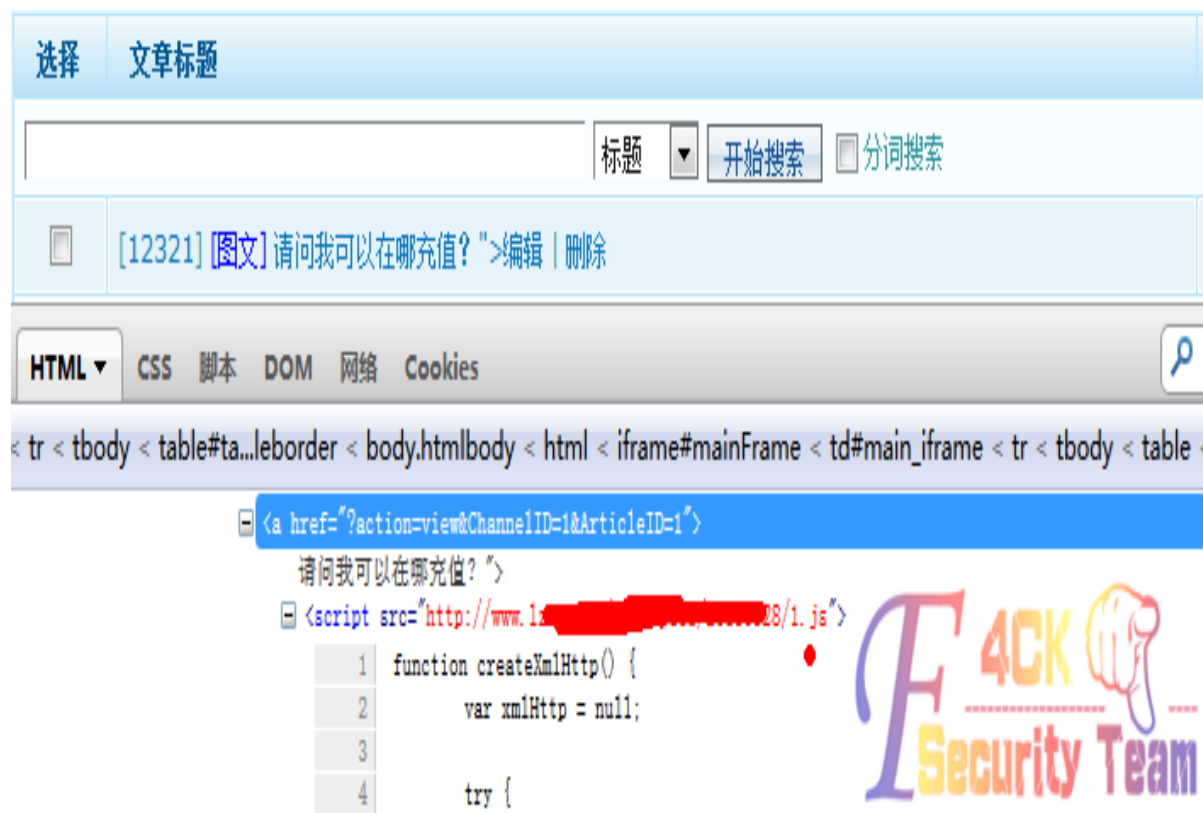 选择 文章标题
标题 开始搜索 分词搜索
[12321] [图文] 请问我可以在哪充值？">编辑 | 删除
HTML CSS 脚本 DOM 网络 Cookies
< tr < tbody < table#ta...leborder < body.htmlbody < html < iframe#mainFrame < td#main_iframe < tr < tbody < table <
<a href="?action=view&ChannelID=1&ArticleID=1">
请问我可以在哪充值？">
<script src="http://www.1 28/1.js">
1 function createXmlHttp() {
2 var xmlHttp = null;
3
4 try {
F4CK
Security Team